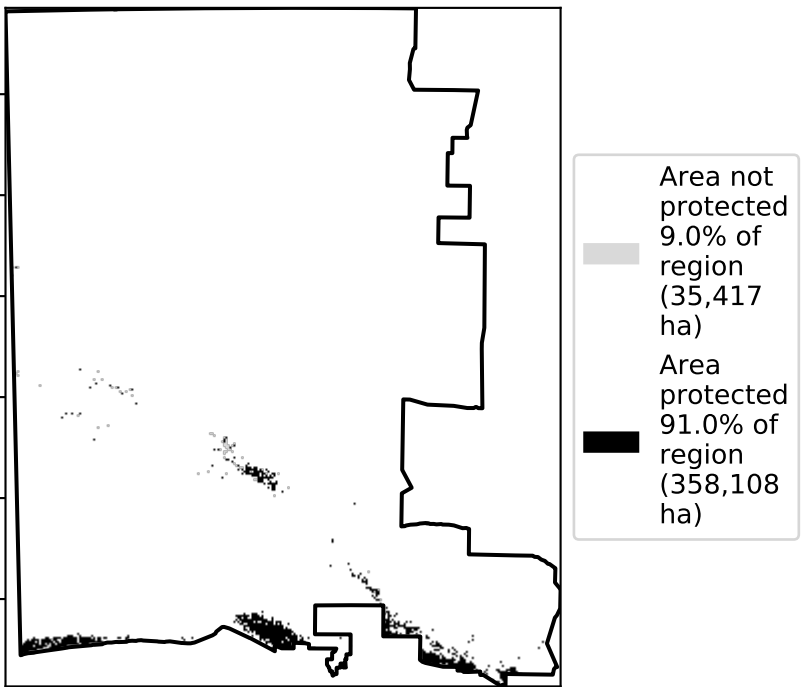 Area not
protected
9.0% of
region
(35,417
ha)
Area
protected
91.0% of
region
(358,108
ha)